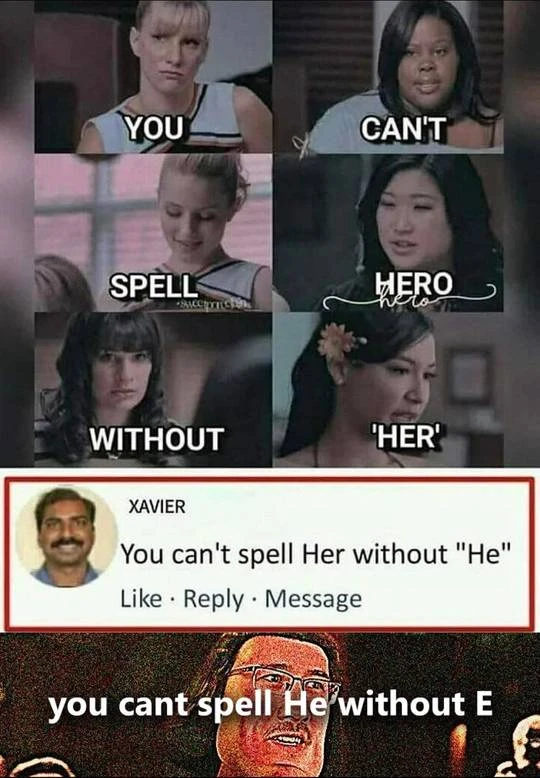 YOU
CAN'T
SPELL
HERO
hero
WITHOUT
'HER'
XAVIER
You can't spell Her without "He"
Like · Reply · Message
you cant spell He without E